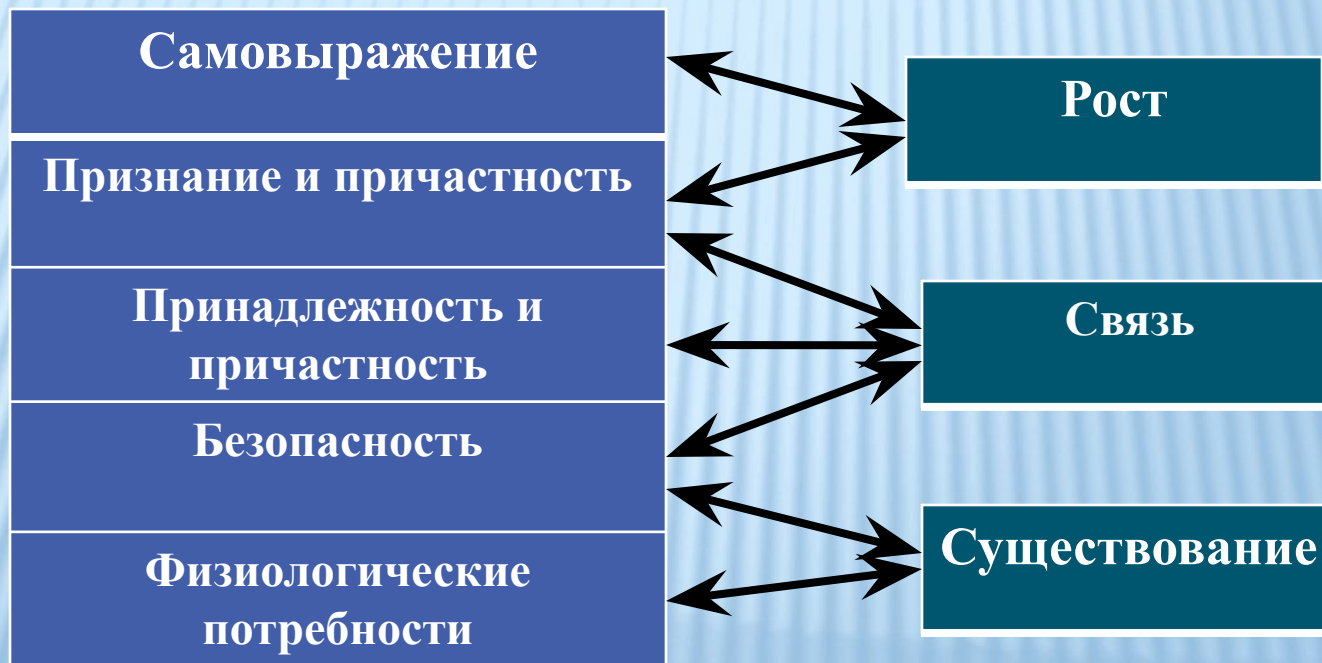 Самовыражение
Признание и причастность
Принадлежность и
причастность
Безопасность
Физиологические
потребности
Рост
Связь
Существование